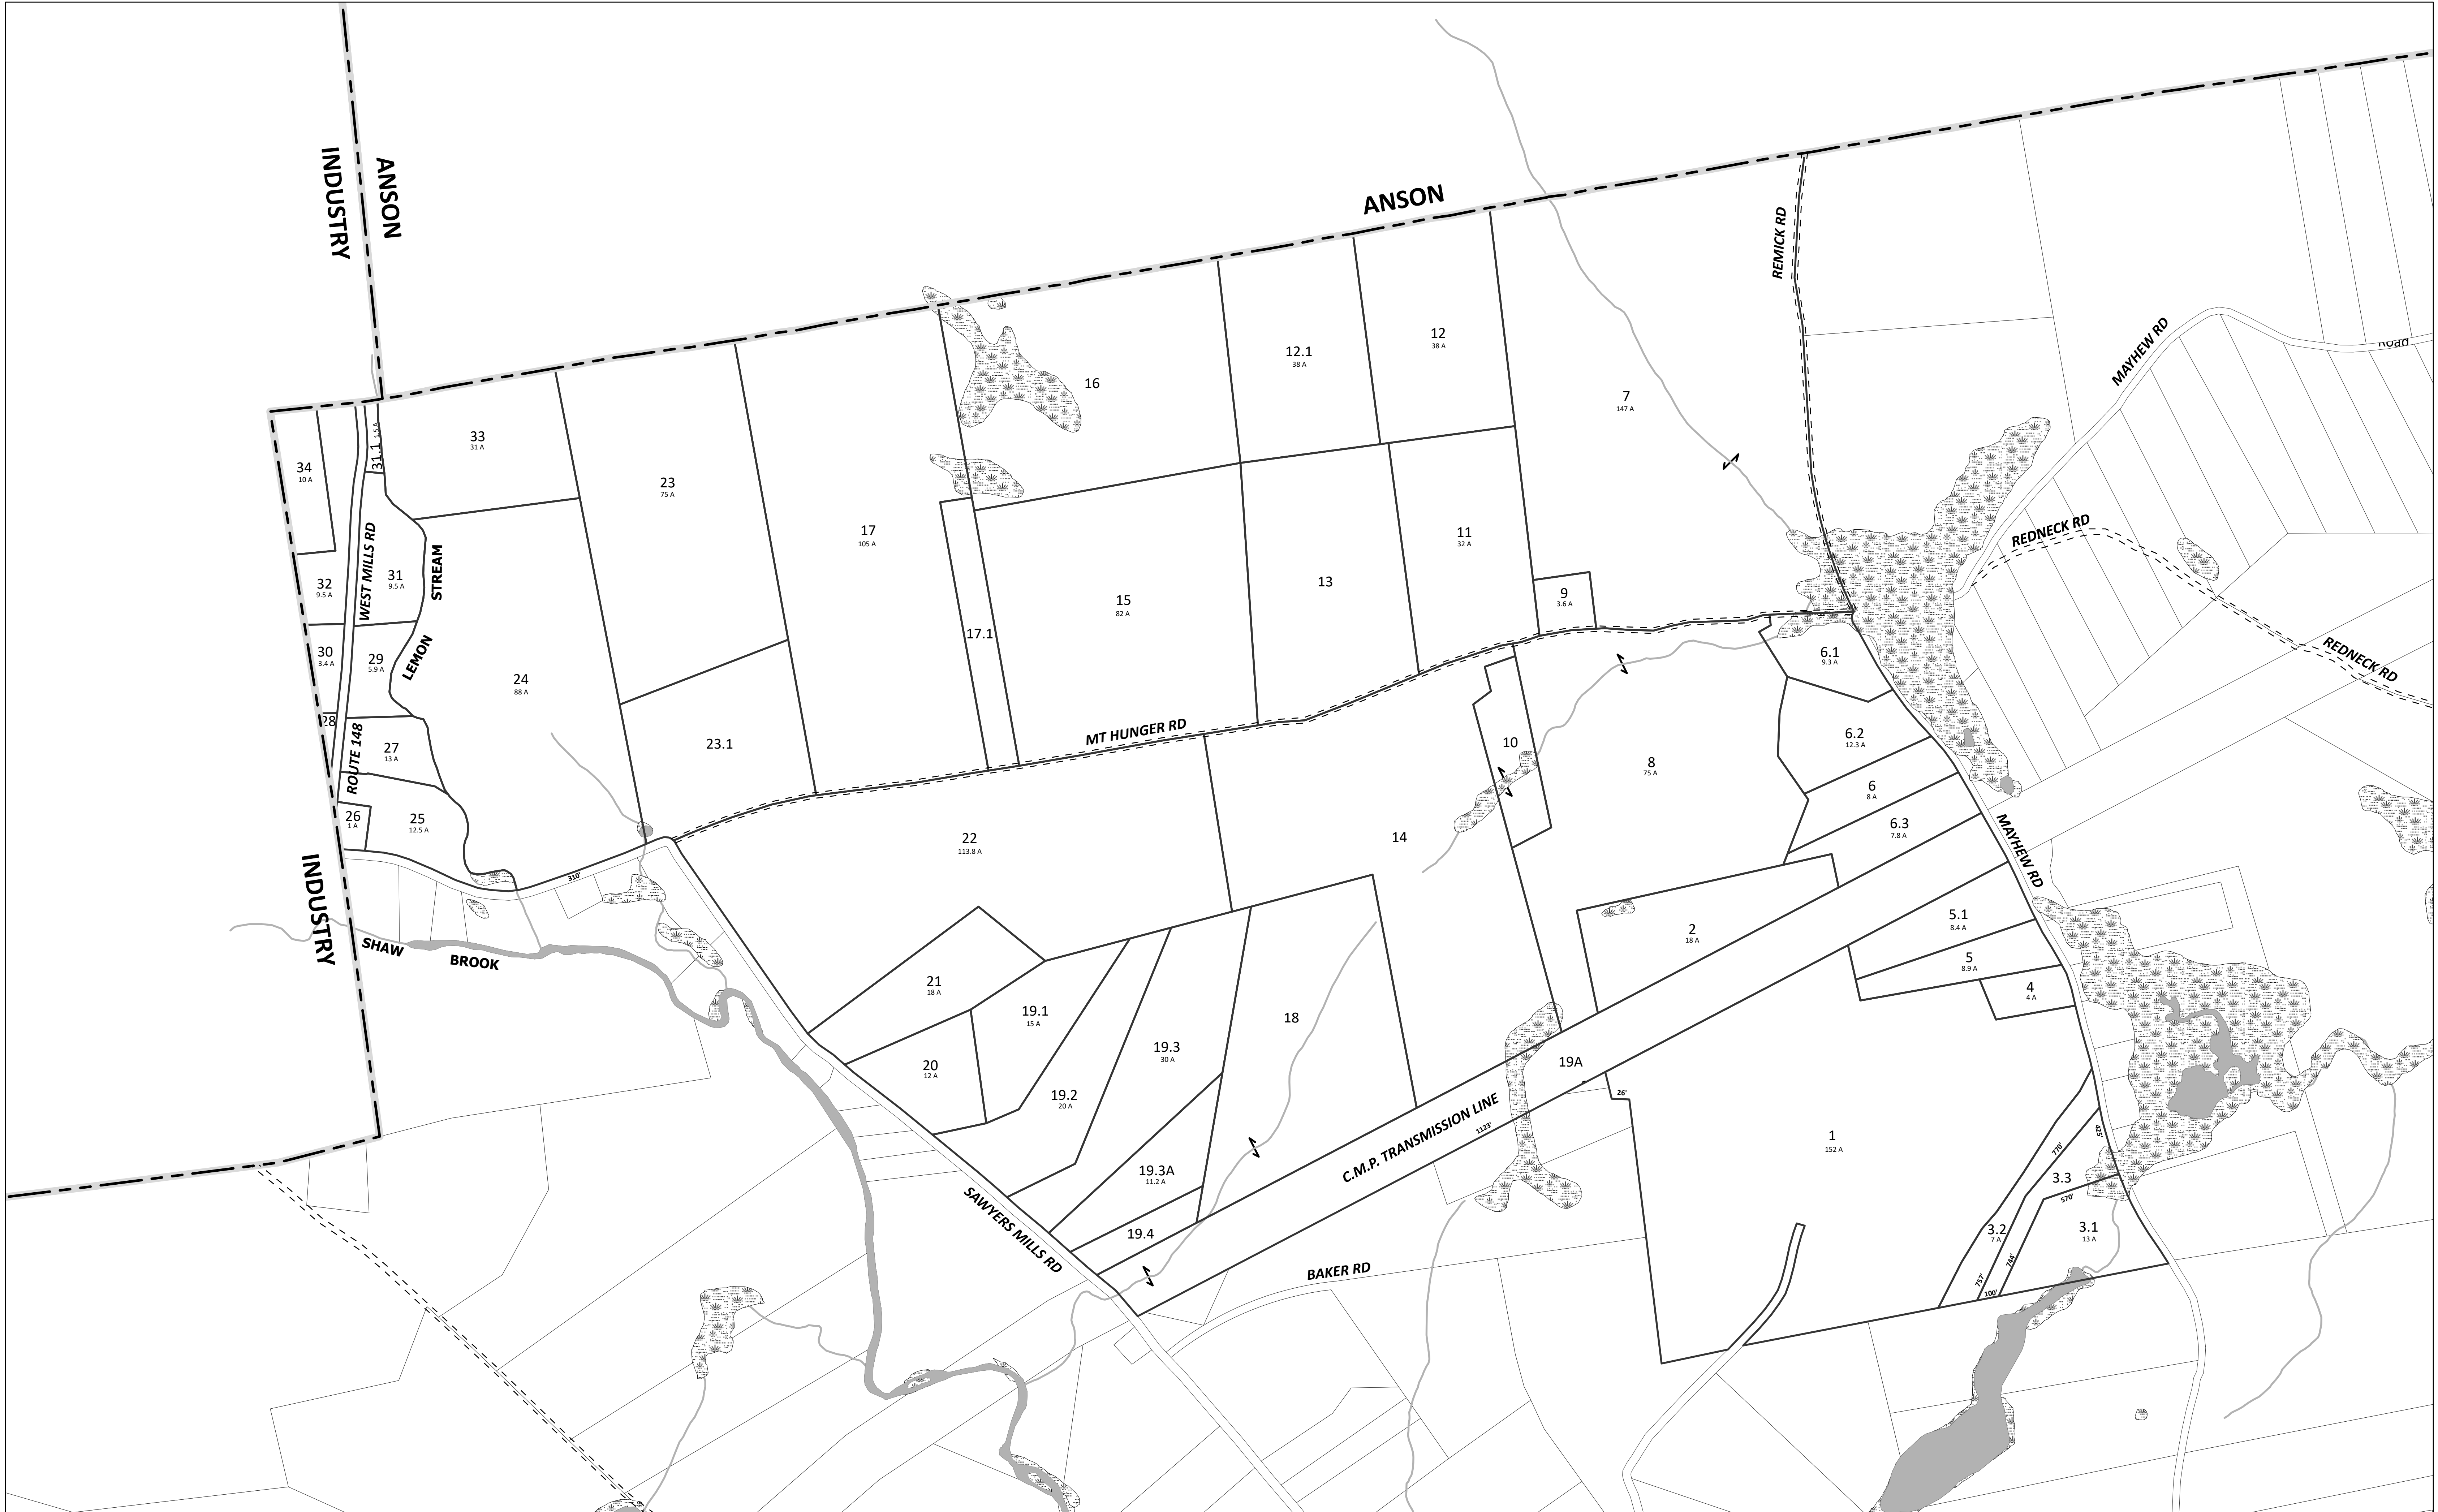 INDUSTRY
ANSON
ANSON
REMICK RD
MAYHEW RD
Road
12
38 A
12.1
38 A
16
7
147 A
33
31 A
31.1 1.5 A
34
10 A
23
75 A
17
105 A
11
32 A
REDNECK RD
WEST MILLS RD
STREAM
31
9.5 A
32
9.5 A
13
15
82 A
9
3.6 A
17.1
30
3.4 A
29
5.9 A
LEMON
24
88 A
REDNECK RD
6.1
9.3 A
28
ROUTE 148
27
13 A
23.1
MT HUNGER RD
10
8
75 A
6.2
12.3 A
6
8 A
26
1 A
25
12.5 A
22
113.8 A
14
6.3
7.8 A
MAYHEW RD
310'
INDUSTRY
SHAW
BROOK
2
18 A
5.1
8.4 A
5
8.9 A
4
4 A
21
18 A
19.1
15 A
18
19.3
30 A
20
12 A
19.2
20 A
19A
26'
C.M.P. TRANSMISSION LINE
1123'
1
152 A
425'
770'
19.3A
11.2 A
3.3
570'
SAWYERS MILLS RD
19.4
3.2
7 A
3.1
13 A
744'
757'
100'
BAKER RD